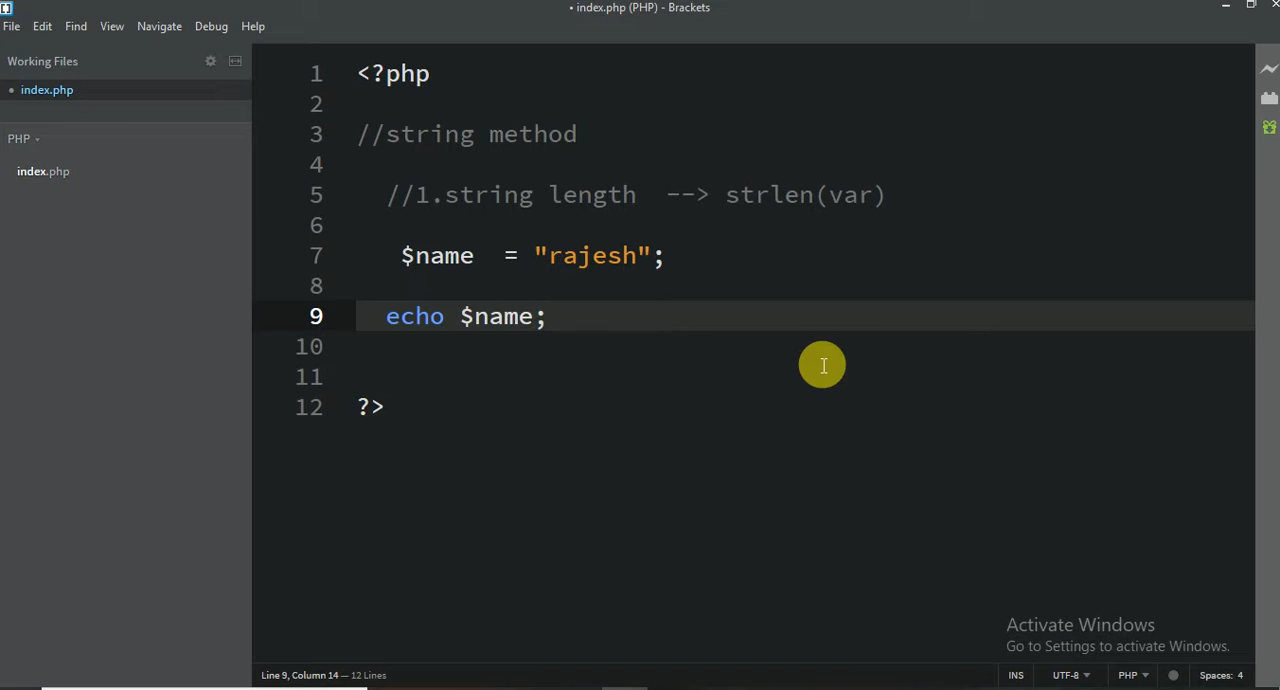 • index.php (PHP) - Brackets
File Edit Find View Navigate Debug Help
Working Files
• index.php
PHP
index.php
1 <?php
2
3 //string method
4
5 //1.string length --> strlen(var)
6
7 $name = "rajesh";
8
9 echo $name;
10
11
12 ?>
Activate Windows
Go to Settings to activate Windows.
Line 9, Column 14 — 12 Lines
INS UTF-8 PHP Spaces: 4